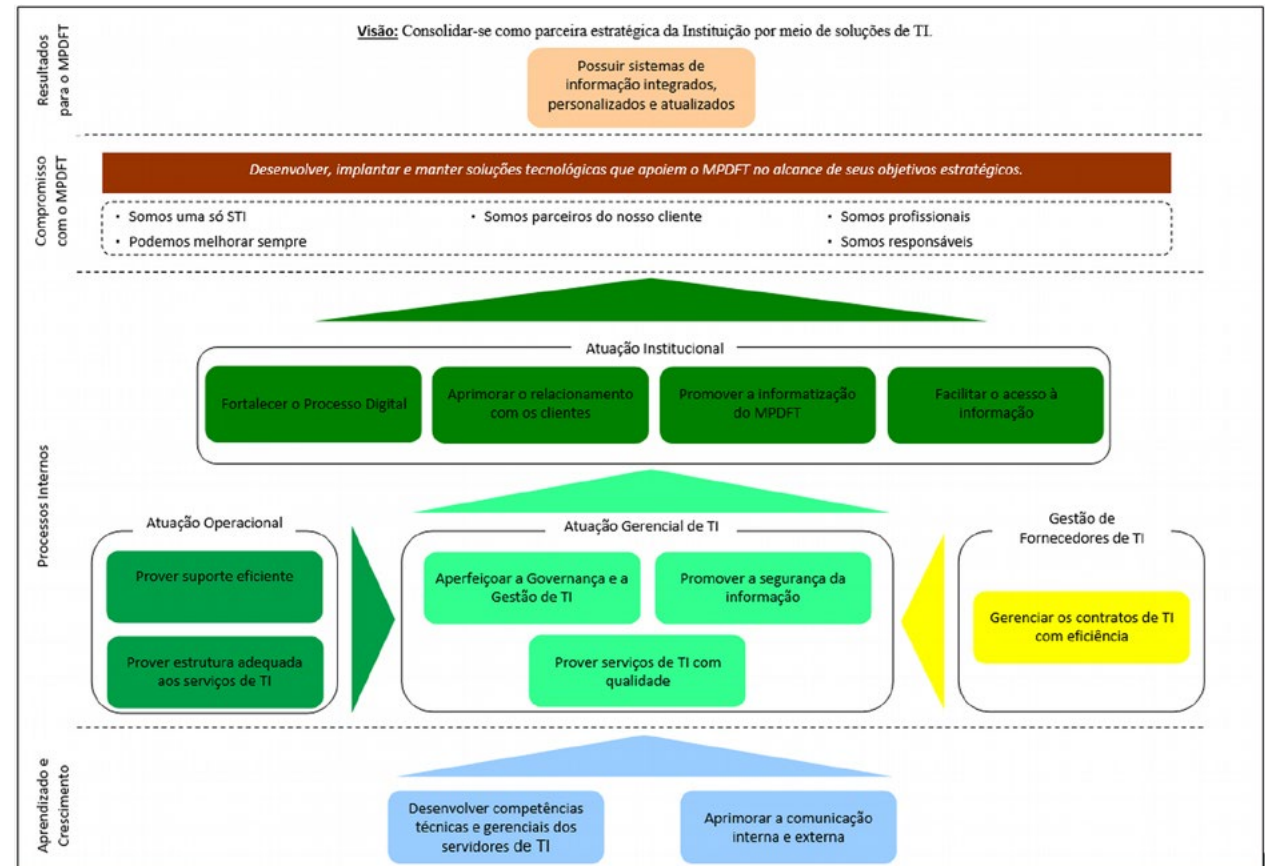 Visão: Consolidar-se como parceira estratégica da Instituição por meio de soluções de TI.
Resultados
para o MPDFT
Possuir sistemas de
informação integrados,
personalizados e atualizados
Compromisso
com o MPDFT
Desenvolver, implantar e manter soluções tecnológicas que apoiem o MPDFT no alcance de seus objetivos estratégicos.
• Somos uma só STI
• Podemos melhorar sempre
• Somos parceiros do nosso cliente
• Somos profissionais
• Somos responsáveis
Processos Internos
Atuação Institucional
Fortalecer o Processo Digital
Aprimorar o relacionamento
com os clientes
Promover a informatização
do MPDFT
Facilitar o acesso à
informação
Atuação Operacional
Prover suporte eficiente
Prover estrutura adequada
aos serviços de TI
Atuação Gerencial de TI
Aperfeiçoar a Governança e a
Gestão de TI
Promover a segurança da
informação
Prover serviços de TI com
qualidade
Gestão de
Fornecedores de TI
Gerenciar os contratos de TI
com eficiência
Aprendizado e
Crescimento
Desenvolver competências
técnicas e gerenciais dos
servidores de TI
Aprimorar a comunicação
interna e externa